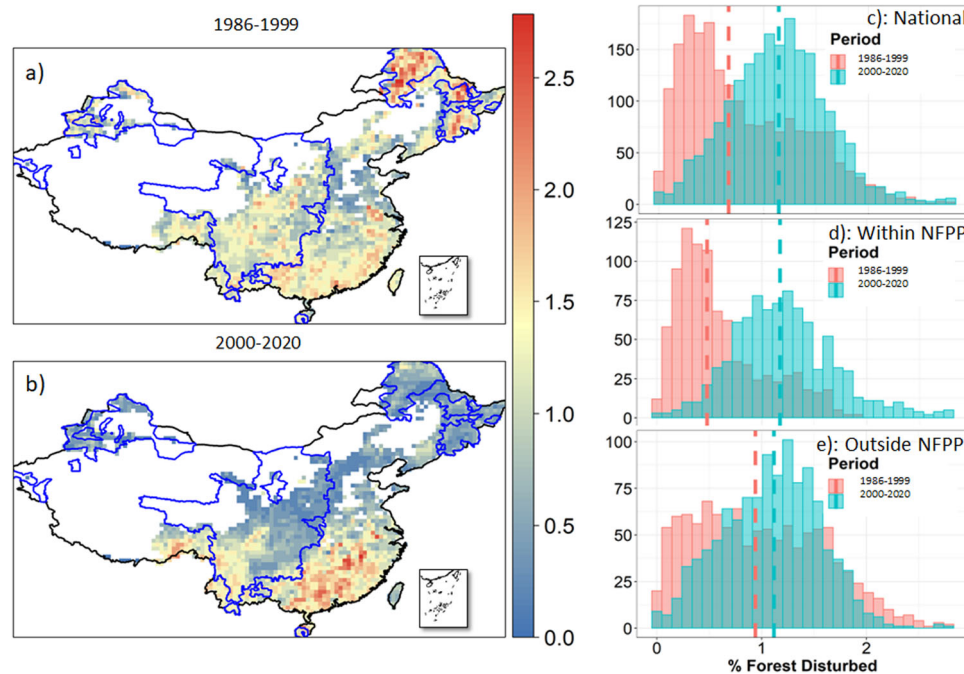 1986-1999
a)
2000-2020
b)
2.5
2.0
1.5
1.0
0.5
0.0
c): National
Period
1986-1999
2000-2020
150
100
50
0
d): Within NFPP
Period
1986-1999
2000-2020
125
100
75
50
25
0
e): Outside NFPP
Period
1986-1999
2000-2020
100
75
50
25
0
0 1 2
% Forest Disturbed